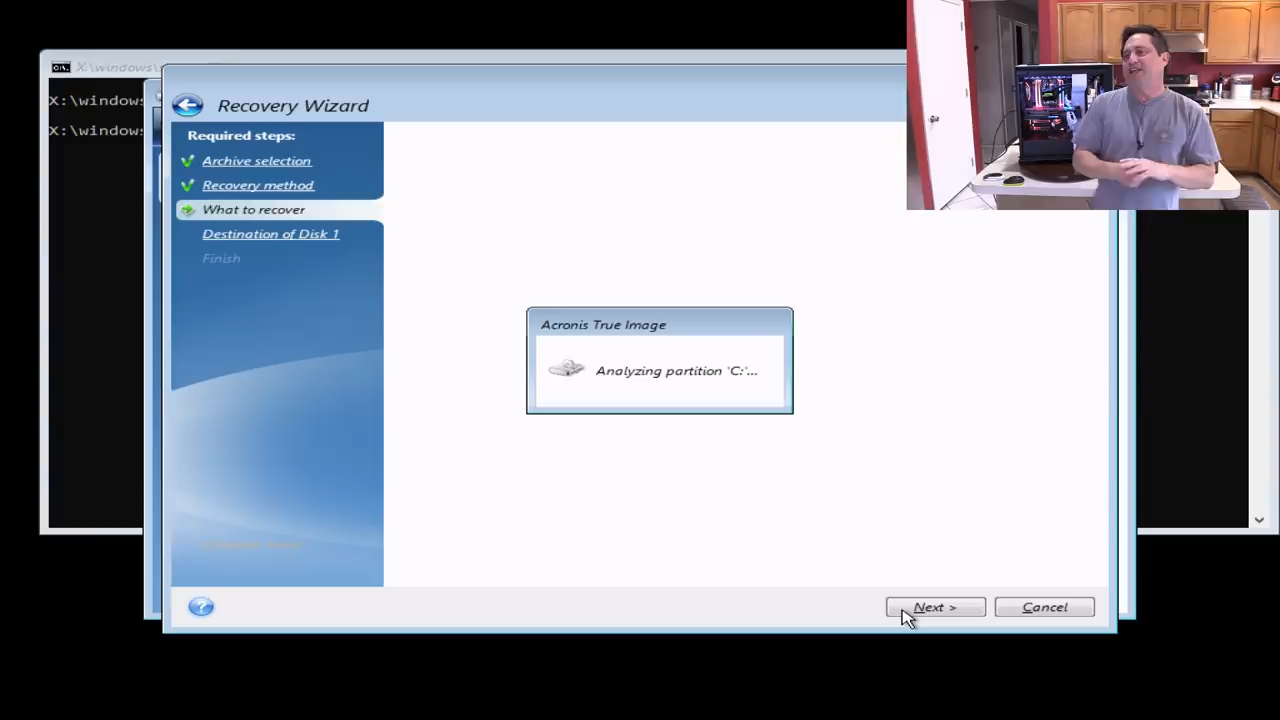 X:\windows\
X:\windows
X:\windows
Recovery Wizard
Required steps:
Archive selection
Recovery method
What to recover
Destination of Disk 1
Finish
Acronis True Image
Analyzing partition 'C:'...
?
Next >
Cancel